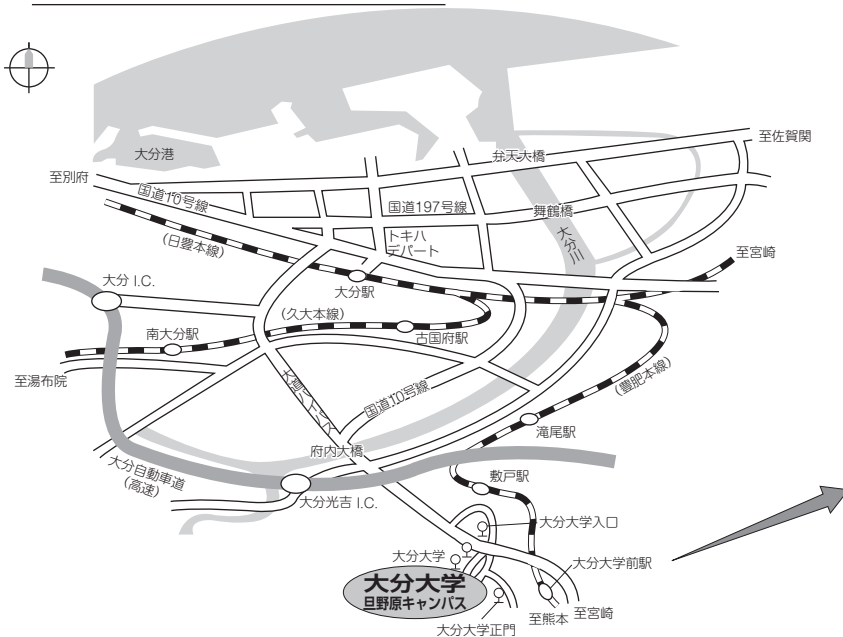 至佐賀関
大分港
弁天大橋
至別府
国道10号線
国道197号線
舞鶴橋
(日豊本線)
トキハ
デパート
大分川
至宮崎
大分 I.C.
大分駅
(久大本線)
南大分駅
古国府駅
至湯布院
国道10号線
(豊肥本線)
滝尾駅
府内大橋
大分自動車道
(高速)
敷戸駅
大分光吉 I.C.
大分大学入口
大分大学
大分大学前駅
大分大学
旦野原キャンパス
至熊本
至宮崎
大分大学正門